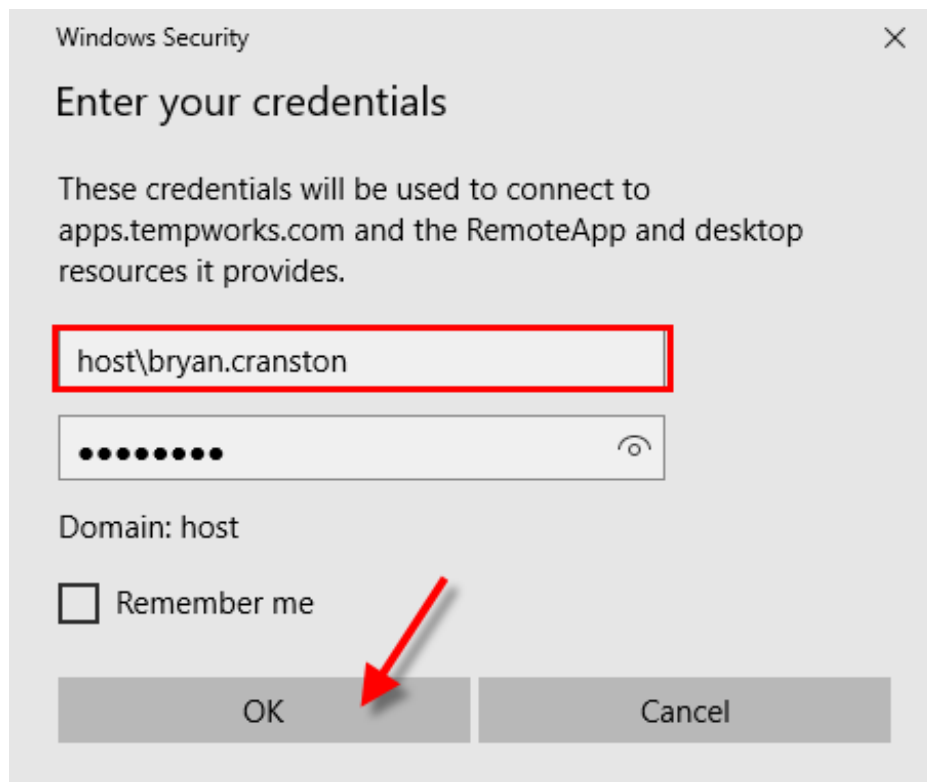 Windows Security
Enter your credentials
These credentials will be used to connect to
apps.tempworks.com and the RemoteApp and desktop
resources it provides.
host\bryan.cranston
●●●●●●●●
Domain: host
Remember me
OK
Cancel